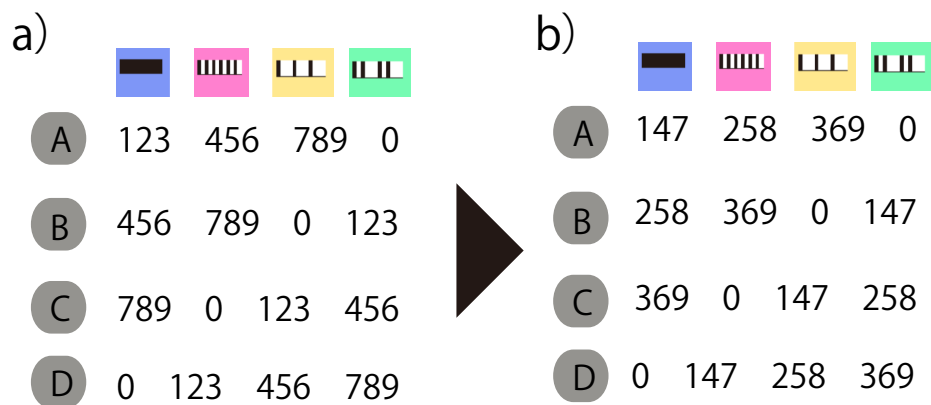 a)
A 123 456 789 0
B 456 789 0 123
C 789 0 123 456
D 0 123 456 789
b)
A 147 258 369 0
B 258 369 0 147
C 369 0 147 258
D 0 147 258 369